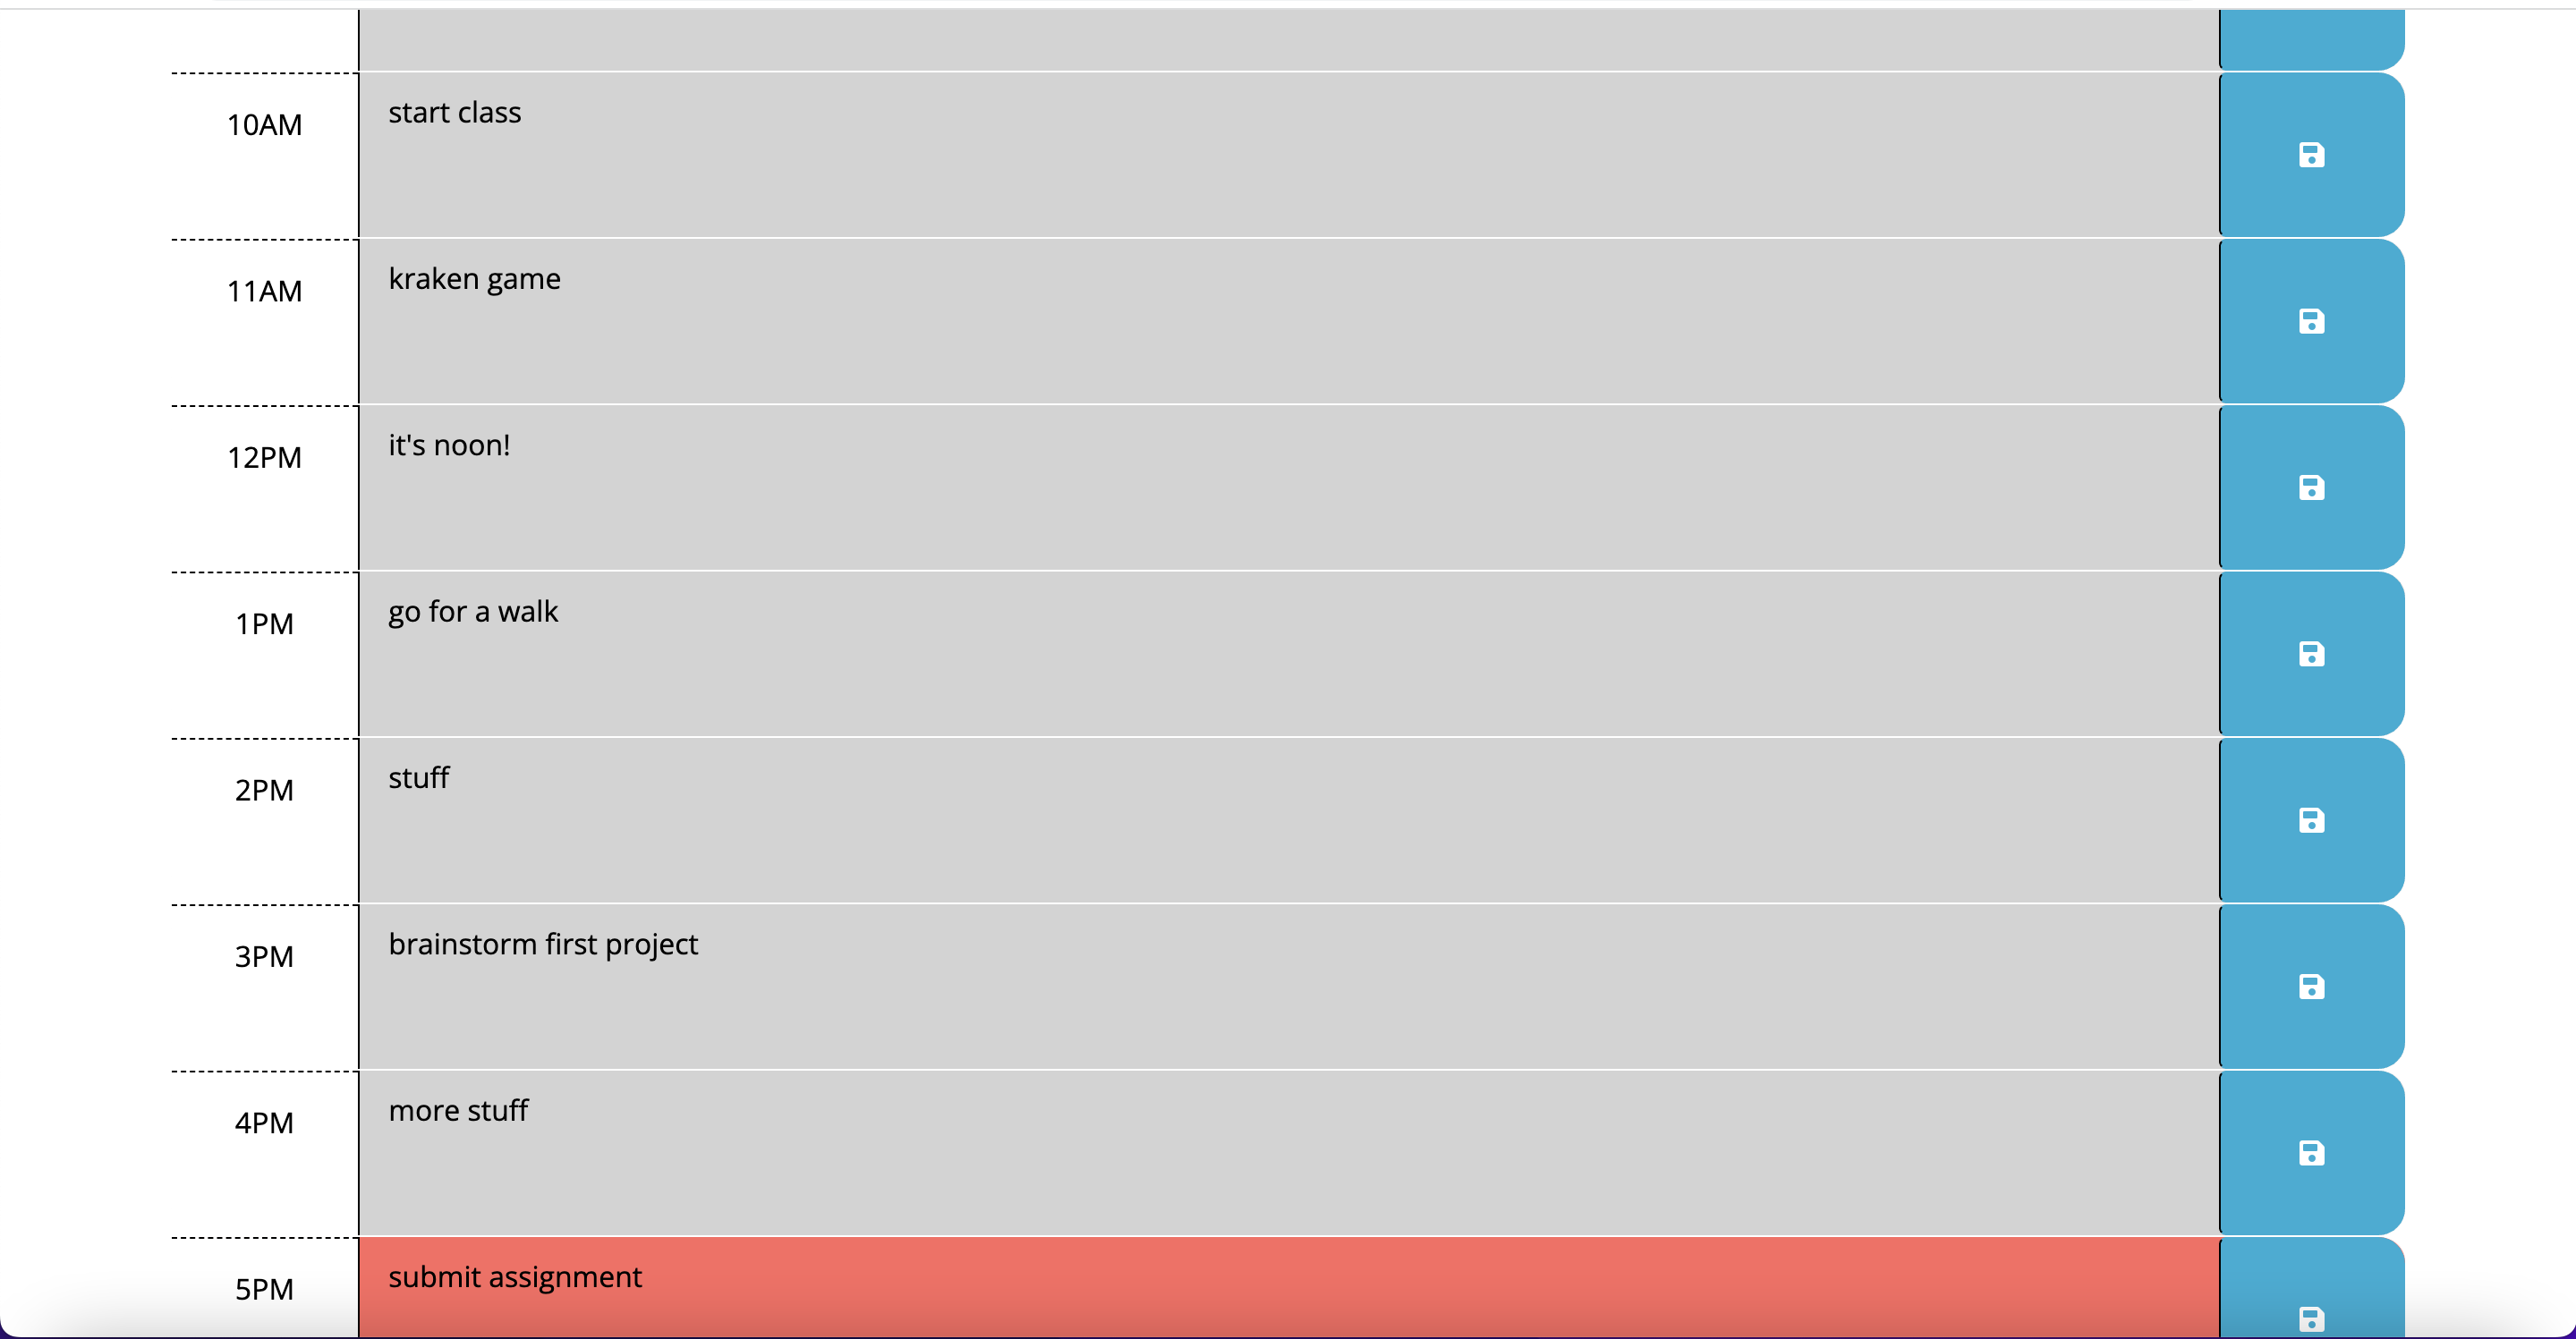 10AM start class
11AM kraken game
12PM it's noon!
1PM go for a walk
2PM stuff
3PM brainstorm first project
4PM more stuff
5PM submit assignment